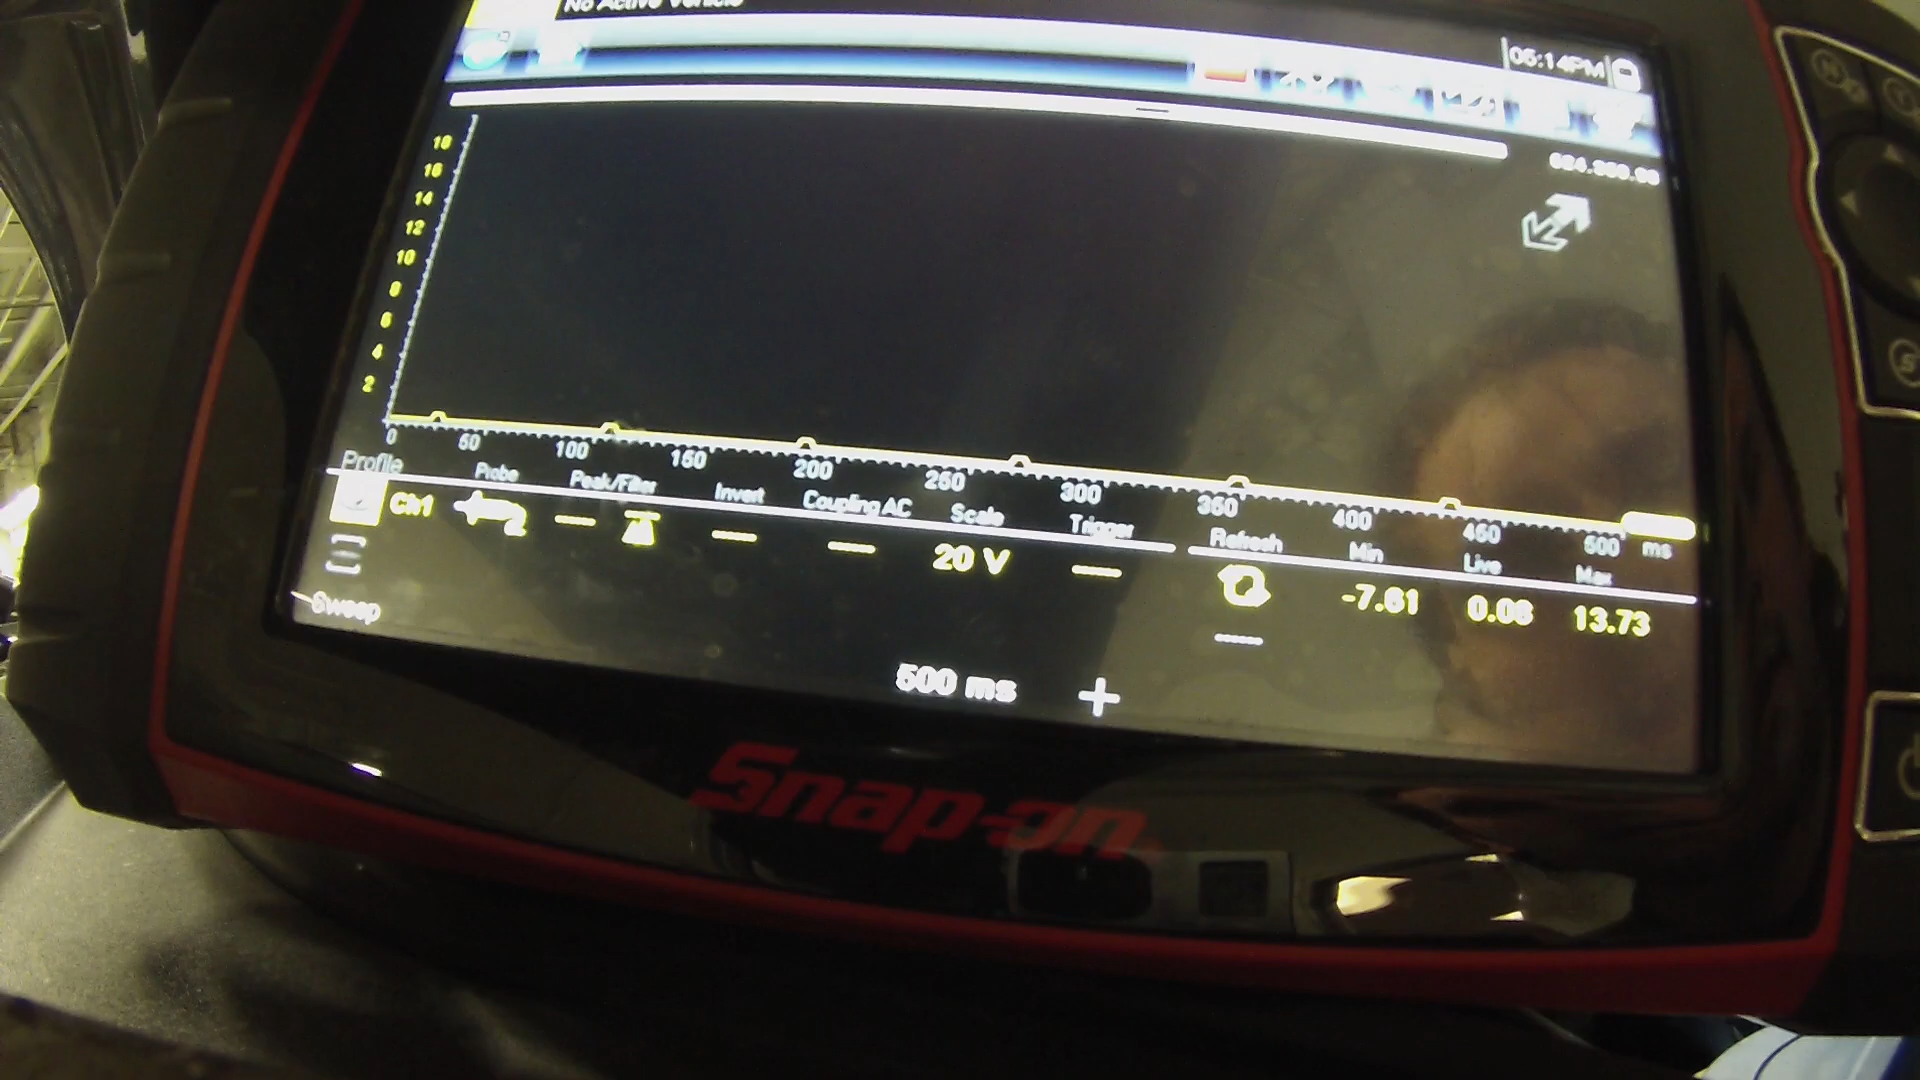 No Active Vehicle
05:14PM
18
16
14
12
10
8
6
4
2
0 50 100 150 200 250 300 350 400 450 500 ms
Profile Probe Peak/Filter Invert Coupling AC Scale Trigger Refresh Min Live Max
Ch1 20 V -7.61 0.06 13.73
Sweep
500 ms
Snap-on
N
Y
S